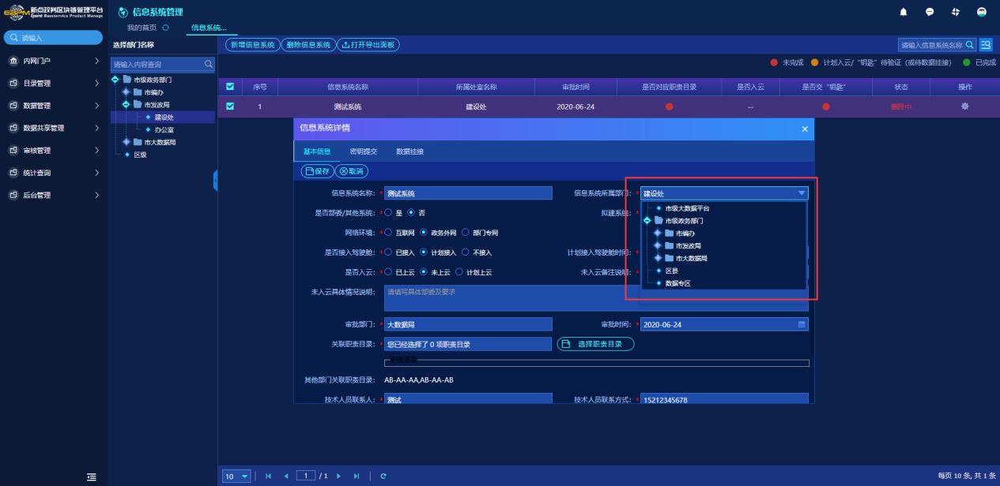 新点政务区块链管理平台
Epoint Baseservice Product Manage
信息系统管理
我的首页
信息系统...
请输入
内网门户
目录管理
数据管理
数据共享管理
审核管理
统计查询
后台管理
选择部门名称
请输入内容查询
市级政务部门
市编办
市发改局
建设处
办公室
市大数据局
区级
新增信息系统
删除信息系统
打开导出面板
请输入信息系统名称
未完成
计划入云/“钥匙”待验证（或待数据挂接）
已完成
序号 信息系统名称 所属处室名称 审批时间 是否对应职责目录 是否入云 是否交“钥匙” 状态 操作
1 测试系统 建设处 2020-06-24 -- 删除中
信息系统详情
基本信息 密钥提交 数据挂接
保存 取消
信息系统名称： * 测试系统 信息系统所属部门： * 建设处
是否部委/其他系统： * 是 否 拟建系统： *
网络环境： * 互联网 政务外网 部门专网
是否接入驾驶舱： * 已接入 计划接入 不接入 计划接入驾驶舱时间： *
是否入云： * 已上云 未上云 计划上云 未入云备注说明： *
市级大数据平台
市级政务部门
市编办
市发改局
市大数据局
区县
数据专区
未入云具体情况说明： 请填写具体部委及要求
审批部门： * 大数据局 审批时间： * 2020-06-24
关联职责目录： * 您已经选择了 0 项职责目录 选择职责目录
职责目录
其他部门关联职责目录： AB-AA-AA,AB-AA-AB
技术人员联系人： * 测试 技术人员联系方式： * 15212345678
10 1 / 1 每页 10 条, 共 1 条